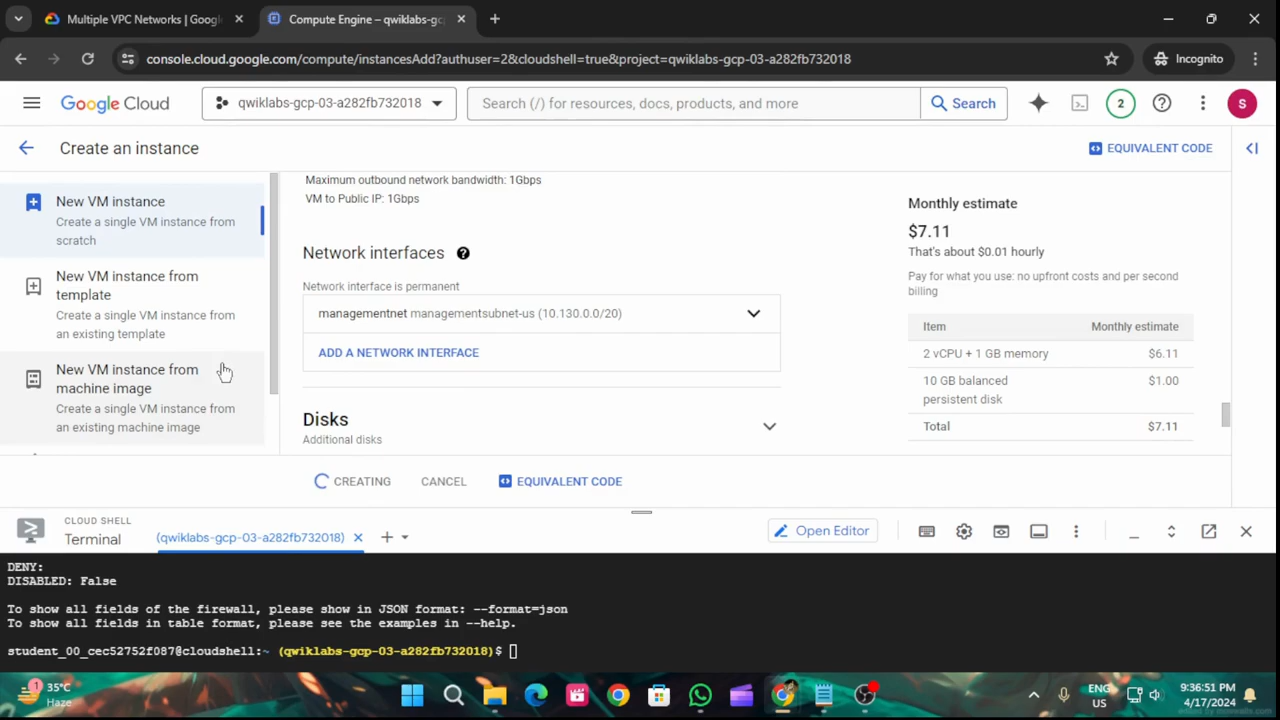 Multiple VPC Networks | Google
Compute Engine – qwiklabs-gc
console.cloud.google.com/compute/instancesAdd?authuser=2&cloudshell=true&project=qwiklabs-gcp-03-a282fb732018
Incognito
Google Cloud
qwiklabs-gcp-03-a282fb732018
Search (/) for resources, docs, products, and more
Search
2
S
Create an instance
EQUIVALENT CODE
New VM instance
Create a single VM instance from
scratch
New VM instance from
template
Create a single VM instance from
an existing template
New VM instance from
machine image
Create a single VM instance from
an existing machine image
Maximum outbound network bandwidth: 1Gbps
VM to Public IP: 1Gbps
Network interfaces
Network interface is permanent
managementnet managementsubnet-us (10.130.0.0/20)
ADD A NETWORK INTERFACE
Disks
Additional disks
CREATING
CANCEL
EQUIVALENT CODE
Monthly estimate
$7.11
That's about $0.01 hourly
Pay for what you use: no upfront costs and per second
billing
Item Monthly estimate
2 vCPU + 1 GB memory $6.11
10 GB balanced $1.00
persistent disk
Total $7.11
CLOUD SHELL
Terminal
(qwiklabs-gcp-03-a282fb732018)
Open Editor
DENY:
DISABLED: False
To show all fields of the firewall, please show in JSON format: --format=json
To show all fields in table format, please see the examples in --help.
student_00_cec52752f087@cloudshell:~ (qwiklabs-gcp-03-a282fb732018)$
1
35°C
Haze
ENG
US
9:36:51 PM
4/17/2024